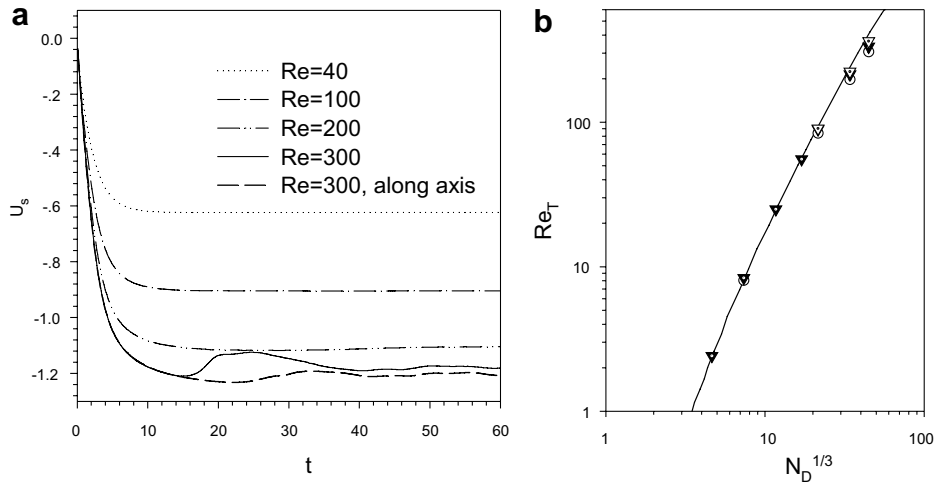 a
0.0
-.2
-.4
-.6
-.8
-1.0
-1.2
U_s
0 10 20 30 40 50 60
t
Re=40
Re=100
Re=200
Re=300
Re=300, along axis
b
100
10
1
Re_T
1 10 100
N_D^1/3